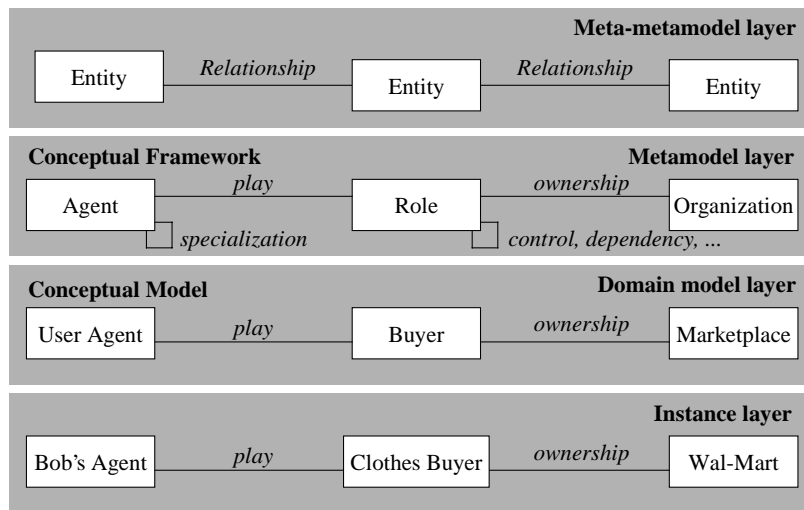 Meta-metamodel layer
Entity
Relationship
Entity
Relationship
Entity
Conceptual Framework
Metamodel layer
Agent
play
Role
ownership
Organization
specialization
control, dependency, ...
Conceptual Model
Domain model layer
User Agent
play
Buyer
ownership
Marketplace
Instance layer
Bob's Agent
play
Clothes Buyer
ownership
Wal-Mart